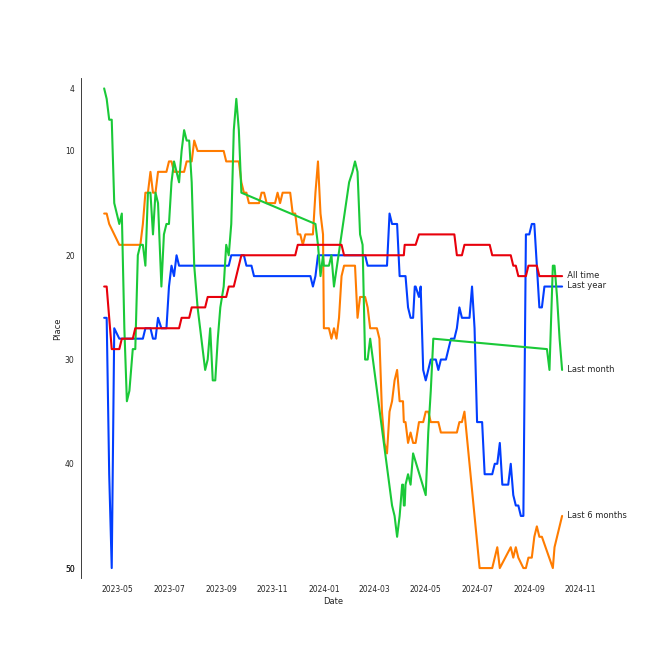 4
10
20
30
40
50
Place
2023-05
2023-07
2023-09
2023-11
2024-01
2024-03
2024-05
2024-07
2024-09
2024-11
Date
All time
Last year
Last month
Last 6 months